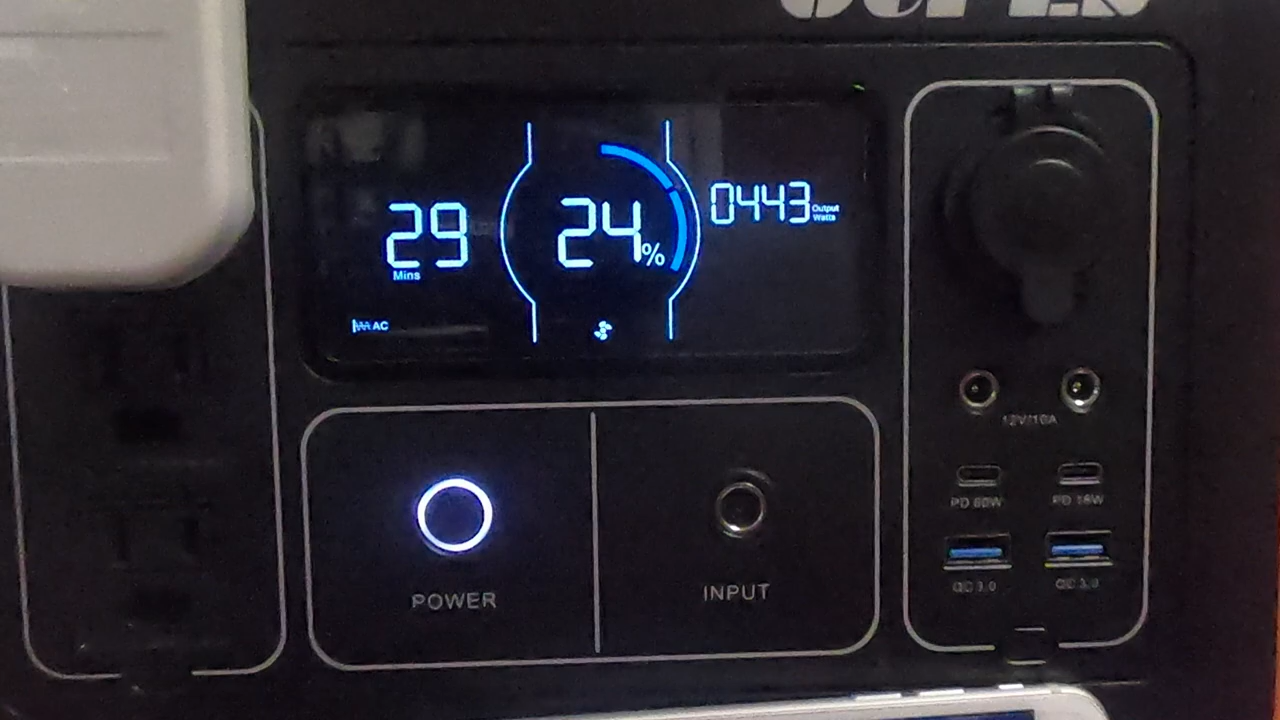 29
Mins
24%
0443 Output
Watts
AC
POWER
INPUT
12V/10A
PD 60W
PD 18W
QC 3.0
QC 3.0